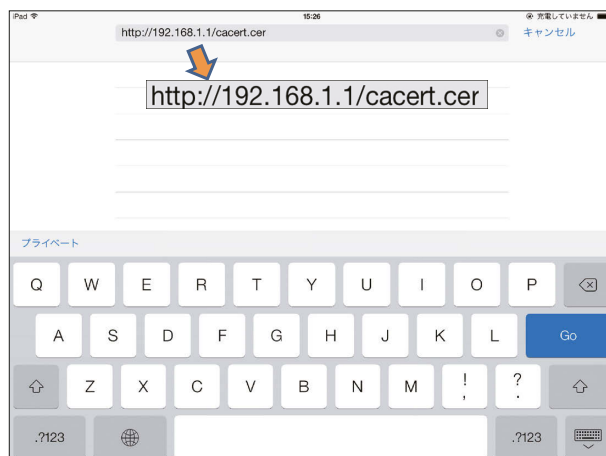 iPad 15:26 充電していません
http://192.168.1.1/cacert.cer キャンセル
http://192.168.1.1/cacert.cer
プライベート
Q W E R T Y U I O P
A S D F G H J K L Go
Z X C V B N M ! , ? .
.?123 .?123